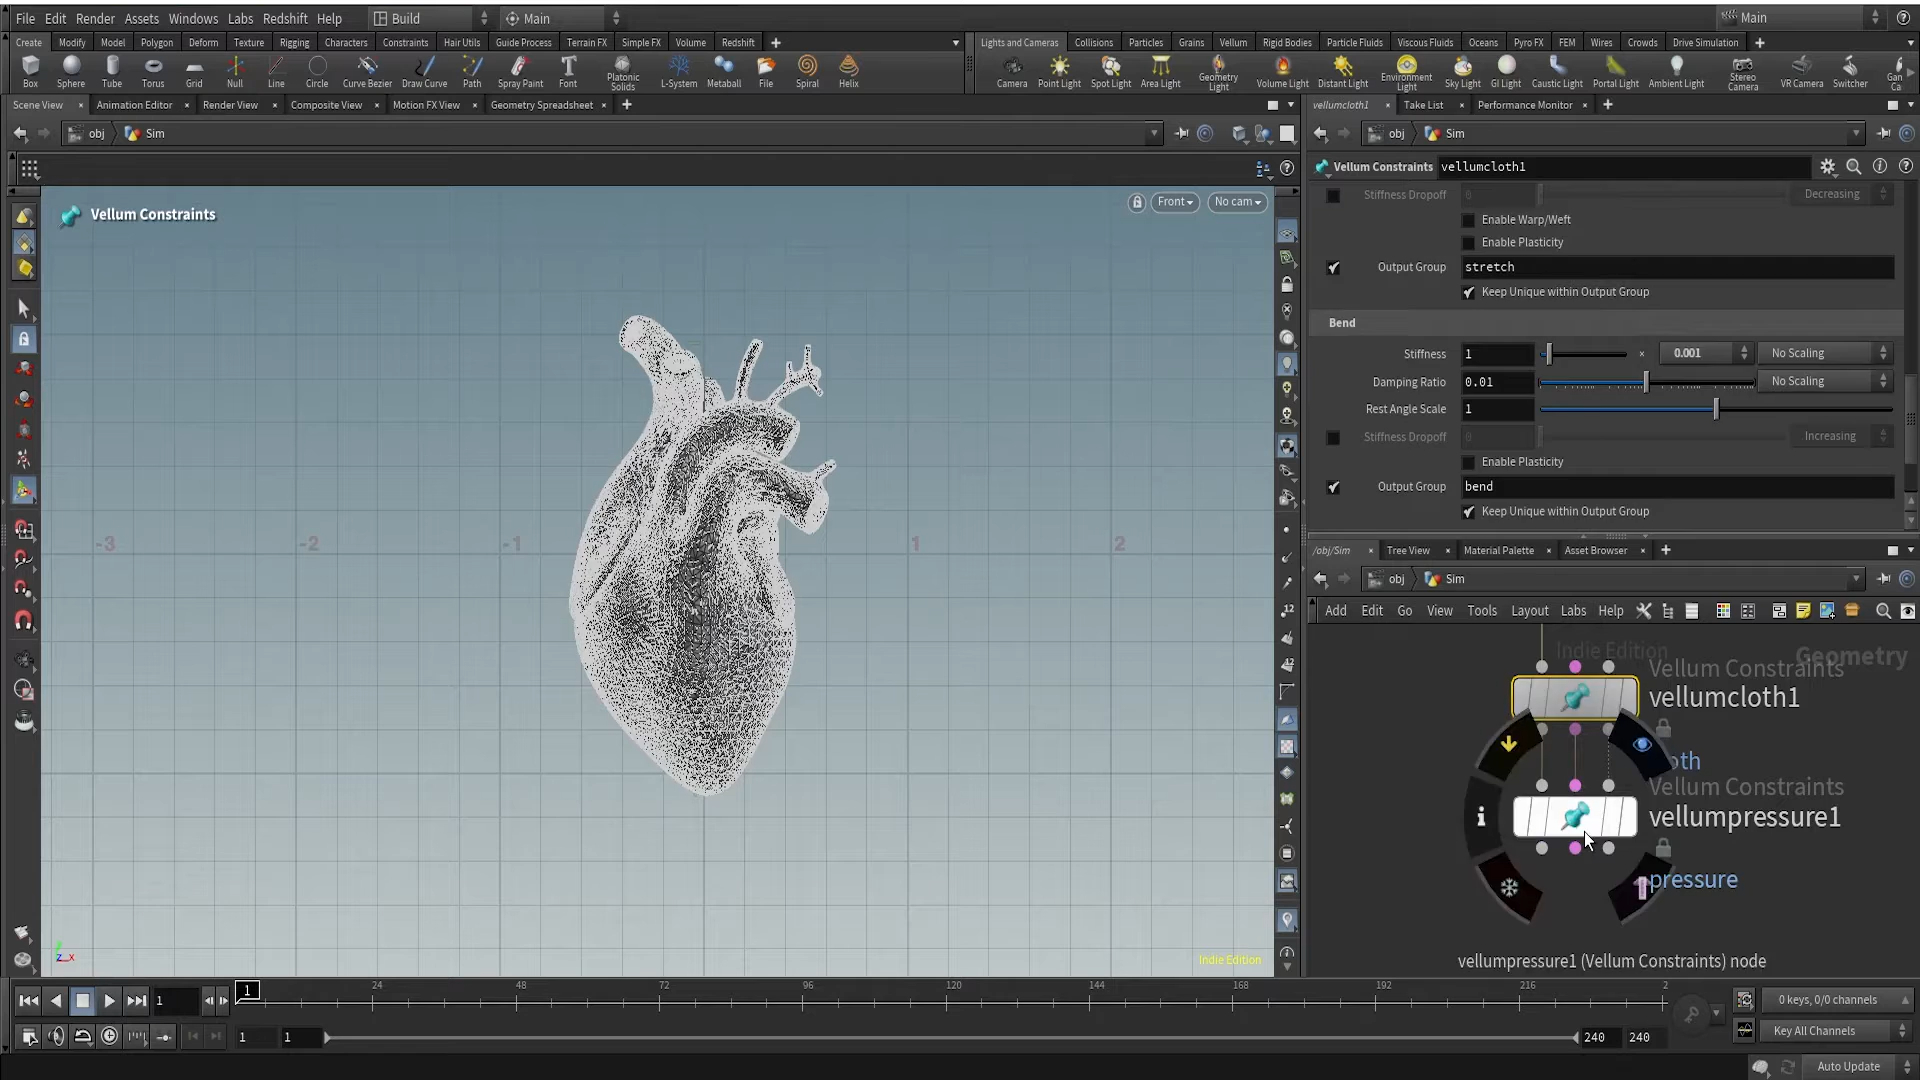 File Edit Render Assets Windows Labs Redshift Help Build Main Main
Create Modify Model Polygon Deform Texture Rigging Characters Constraints Hair Utils Guide Process Terrain FX Simple FX Volume Redshift
Lights and Cameras Collisions Particles Grains Vellum Rigid Bodies Particle Fluids Viscous Fluids Oceans Pyro FX FEM Wires Crowds Drive Simulation
Box Sphere Tube Torus Grid Null Line Circle Curve Bezier Draw Curve Path Spray Paint Font Platonic Solids L-System Metaball File Spiral Helix
Camera Point Light Spot Light Area Light Geometry Light Volume Light Distant Light Environment Light Sky Light GI Light Caustic Light Portal Light Ambient Light Stereo Camera VR Camera Switcher
Scene View Animation Editor Render View Composite View Motion FX View Geometry Spreadsheet
vellumcloth1 Take List Performance Monitor
obj Sim
obj Sim
Vellum Constraints vellumcloth1
Stiffness Dropoff 0 Decreasing
Enable Warp/Weft
Enable Plasticity
Output Group stretch
Keep Unique within Output Group
Bend
Stiffness 1 x 0.001 No Scaling
Damping Ratio 0.01 No Scaling
Rest Angle Scale 1
Stiffness Dropoff 0 Increasing
Enable Plasticity
Output Group bend
Keep Unique within Output Group
Vellum Constraints
Front No cam
-3 -2 -1 1 2
12
12
z x
Indie Edition
/obj/Sim Tree View Material Palette Asset Browser
obj Sim
Add Edit Go View Tools Layout Labs Help
Indie Edition
Geometry
Vellum Constraints
vellumcloth1
oth
Vellum Constraints
vellumpressure1
pressure
vellumpressure1 (Vellum Constraints) node
1 1 24 48 72 96 120 144 168 192 216 2
0 keys, 0/0 channels
1 1 240 240
Key All Channels
Auto Update